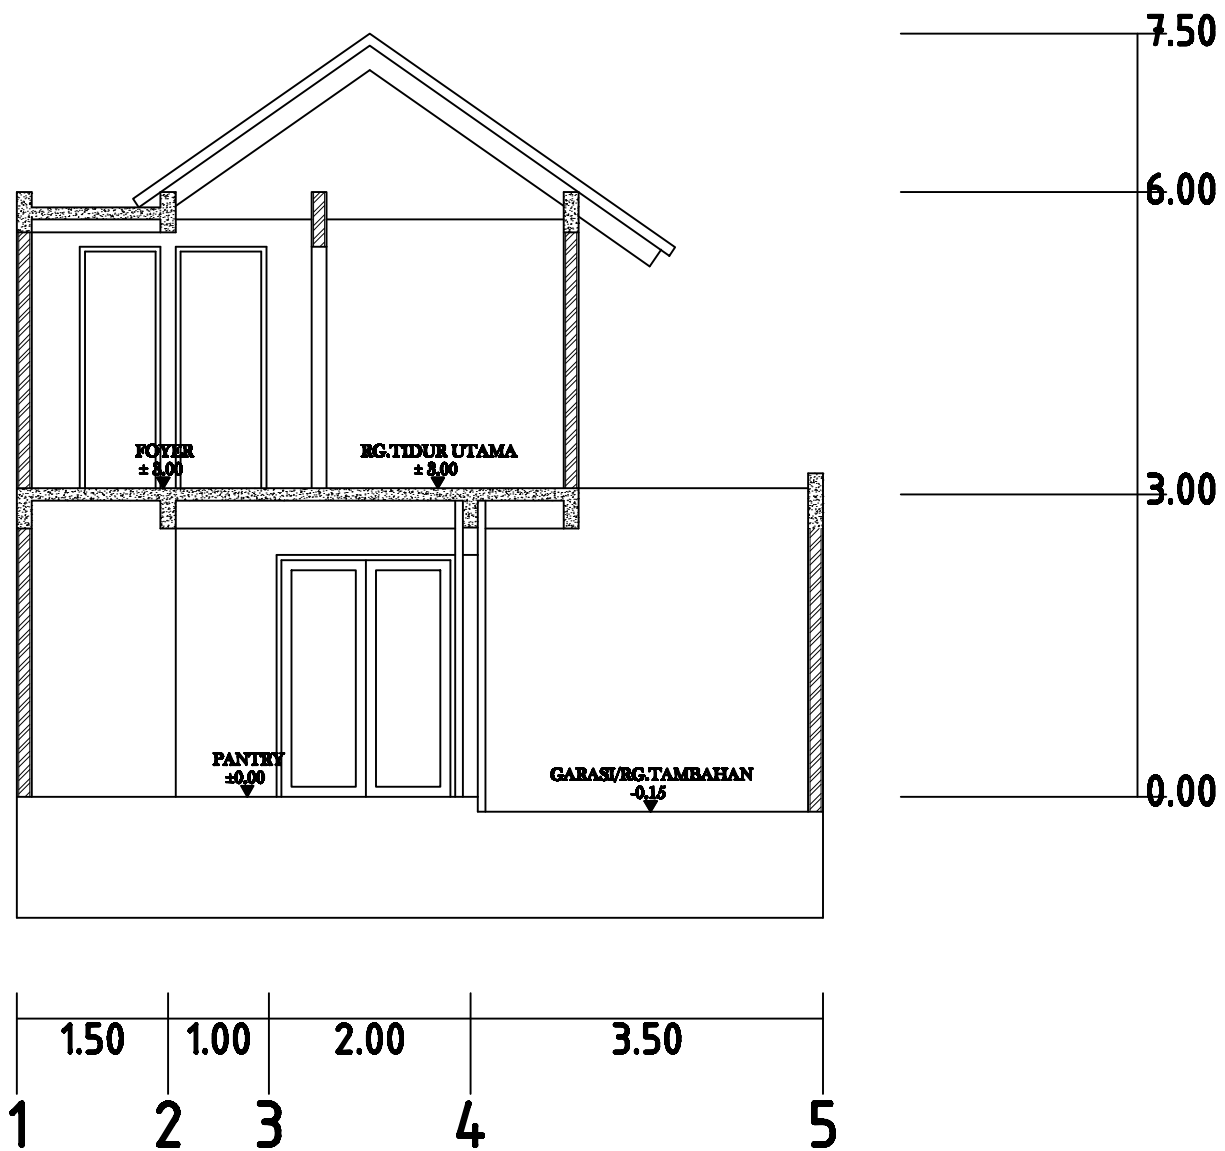 7.50
6.00
FOYER
± 3.00
RG.TIDUR UTAMA
± 3.00
3.00
PANTRY
±0.00
GARASI/RG.TAMBAHAN
-0.15
0.00
1.50 1.00 2.00 3.50
1 2 3 4 5